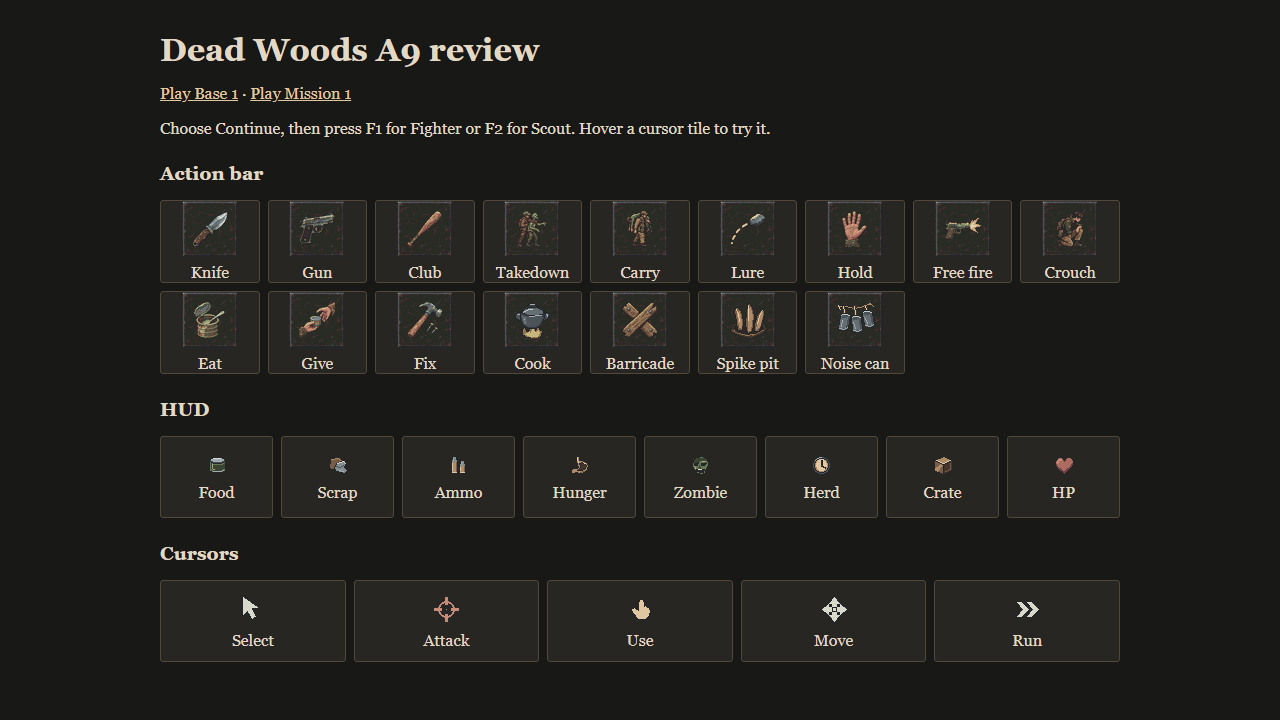 Dead Woods A9 review
Play Base 1 · Play Mission 1
Choose Continue, then press F1 for Fighter or F2 for Scout. Hover a cursor tile to try it.
Action bar
Knife Gun Club Takedown Carry Lure Hold Free fire Crouch
Eat Give Fix Cook Barricade Spike pit Noise can
HUD
Food Scrap Ammo Hunger Zombie Herd Crate HP
Cursors
Select Attack Use Move Run